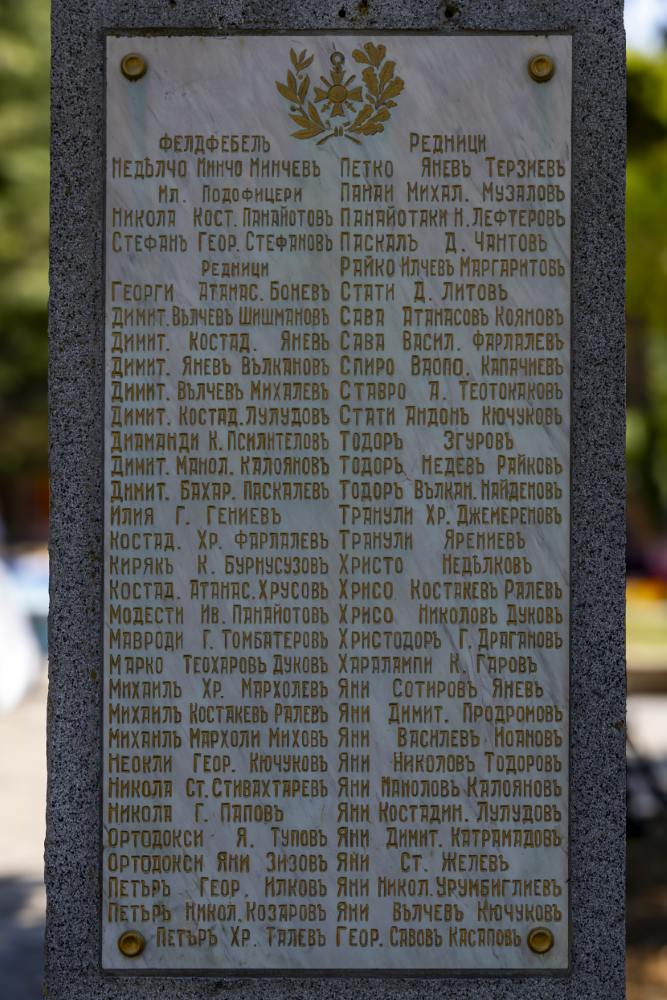 ФЕЛДФЕБЕЛЪ
НЕДѢЛЧО МИНЧО МИНЧЕВЪ
МЛ. ПОДОФИЦЕРИ
НИКОЛА КОСТ. ПАНАЙОТОВЪ
СТЕФАНЪ ГЕОР. СТЕФАНОВЪ
РЕДНИЦИ
ГЕОРГИ АТАНАС. БОНЕВЪ
ДИМИТ. ВЪЛЧЕВЪ ШИШМАНОВЪ
ДИМИТ. КОСТАД. ЯНЕВЪ
ДИМИТ. ЯНЕВЪ ВЪЛКАНОВЪ
ДИМИТ. ВЪЛЧЕВЪ МИХАЛЕВЪ
ДИМИТ. КОСТАД. ЛУЛУДОВЪ
ДИАМАНДИ К. ПСИЛИТЕЛОВЪ
ДИМИТ. МАНОЛ. КАЛОЯНОВЪ
ДИМИТ. БАХАР. ПАСКАЛЕВЪ
ИЛИЯ Г. ГЕНИЕВЪ
КОСТАД. ХР. ФАРЛАЛЕВЪ
КИРЯКЪ К. БУРНУСУЗОВЪ
КОСТАД. АТАНАС. ХРУСОВЪ
МОДЕСТИ ИВ. ПАНАЙОТОВЪ
МАВРОДИ Г. ТОМБАТЕРОВЪ
МАРКО ТЕОХАРОВЪ ДУКОВЪ
МИХАИЛЪ ХР. МАРХОЛЕВЪ
МИХАИЛЪ КОСТАКЕВЪ РАЛЕВЪ
МИХАИЛЪ МАРХОЛИ МИХОВЪ
НЕОКЛИ ГЕОР. КЮЧУКОВЪ
НИКОЛА СТ. СТИВАХТАРЕВЪ
НИКОЛА Г. ПАПОВЪ
ОРТОДОКСИ Я. ТУПОВЪ
ОРТОДОКСИ ЯНИ ЗИЗОВЪ
ПЕТЪРЪ ГЕОР. ИЛКОВЪ
ПЕТЪРЪ НИКОЛ. КОЗАРОВЪ
ПЕТЪРЪ ХР. ТАЛЕВЪ
РЕДНИЦИ
ПЕТКО ЯНЕВЪ ТЕРЗИЕВЪ
ПАНАИ МИХАЛ. МУЗАЛОВЪ
ПАНАЙОТАКИ Н. ЛЕФТЕРОВЪ
ПАСКАЛЪ Д. ЧАНТОВЪ
РАЙКО ИЛЧЕВЪ МАРГАРИТОВЪ
СТАТИ Д. ЛИТОВЪ
САВА АТАНАСОВЪ КОЯНОВЪ
САВА ВАСИЛ. ФАРЛАЛЕВЪ
СПИРО КАПАЧИЕВЪ
СТАВРО А. ТЕОТОКАКОВЪ
СТАТИ АНДОНЪ КЮЧУКОВЪ
ТОДОРЪ ЗГУРОВЪ
ТОДОРЪ НЕДЕВЪ РАЙКОВЪ
ТОДОРЪ ВЪЛКАН. НАЙДЕНОВЪ
ТРАНУЛИ ХР. ДЖЕМЕРЕНОВЪ
ТРАНУЛИ ЯРЕНИЕВЪ
ХРИСТО НЕДѢЛКОВЪ
ХРИСО КОСТАКЕВЪ РАЛЕВЪ
ХРИСО НИКОЛОВЪ ДУКОВЪ
ХРИСТОДОРЪ Г. ДРАГАНОВЪ
ХАРАЛАМПИ К. ГАРОВЪ
ЯНИ СОТИРОВЪ ЯНЕВЪ
ЯНИ ДИМИТ. ПРОДРОМОВЪ
ЯНИ ВАСИЛЕВЪ ИОАНОВЪ
ЯНИ НИКОЛОВЪ ТОДОРОВЪ
ЯНИ МАНОЛОВЪ КАЛОЯНОВЪ
ЯНИ КОСТАДИН. ЛУЛУДОВЪ
ЯНИ ДИМИТ. КАТРАМАДОВЪ
ЯНИ СТ. ЖЕЛЕВЪ
ЯНИ НИКОЛ. УРУМБИГЛИЕВЪ
ЯНИ ВЪЛЧЕВЪ КЮЧУКОВЪ
ГЕОР. САВОВЪ КАСАПОВЪ